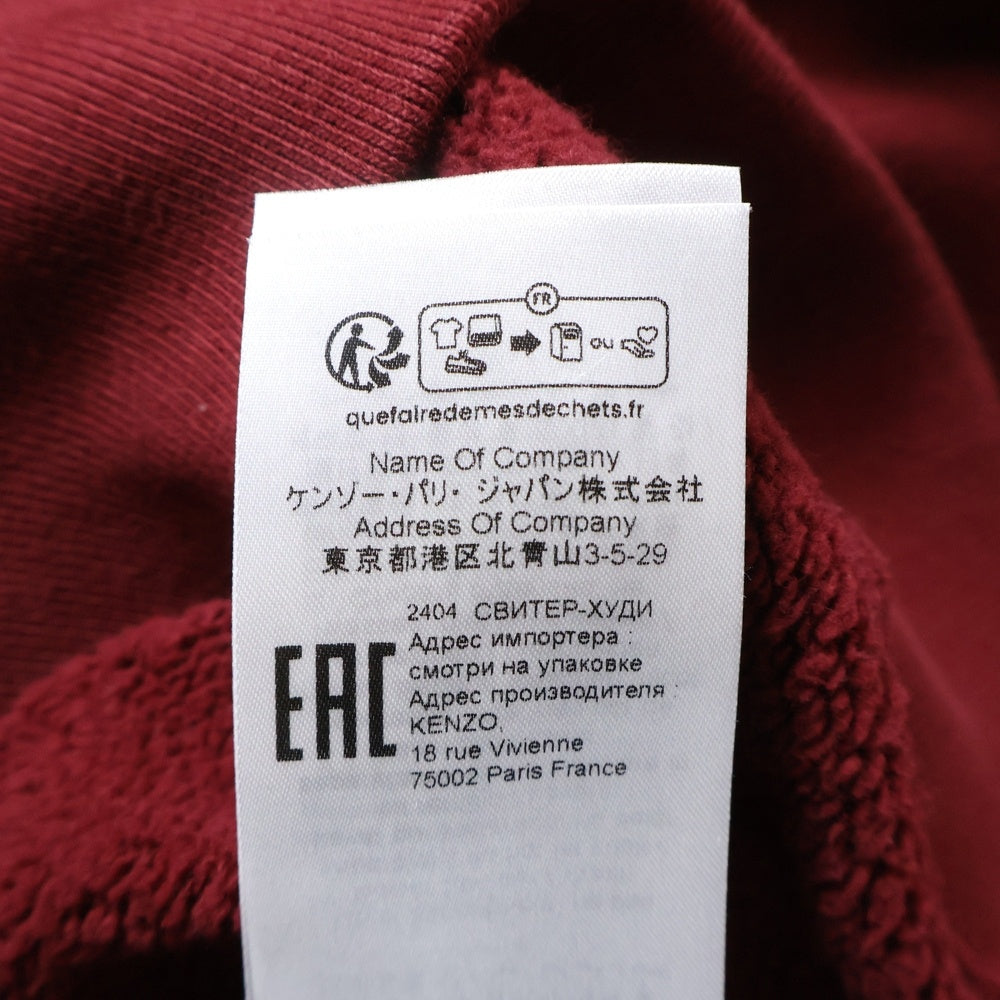 FR
OU
quefairedemesdechets.fr
Name Of Company
ケンゾー・パリ・ジャパン株式会社
Address Of Company
東京都港区北青山3-5-29
2404 СВИТЕР-ХУДИ
EAC
Адрес импортера :
смотри на упаковке
Адрес производителя :
KENZO,
18 rue Vivienne
75002 Paris France